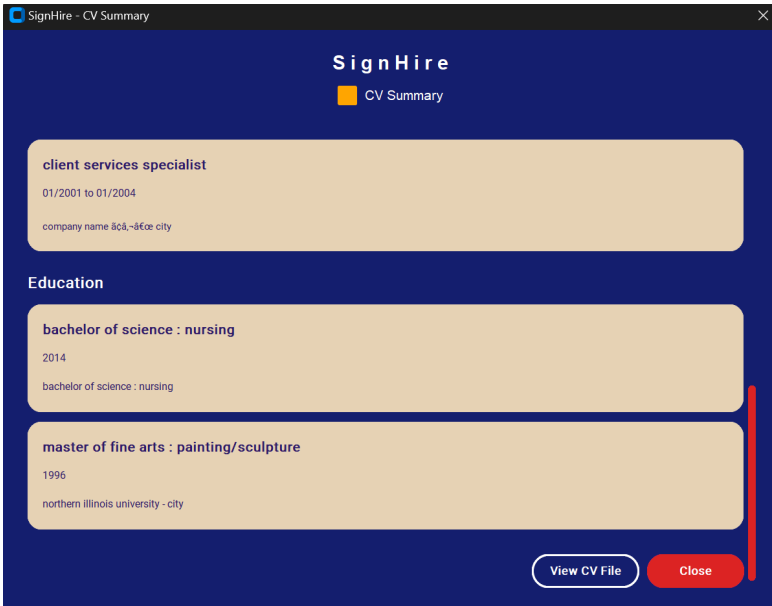 SignHire - CV Summary
SignHire
CV Summary
client services specialist
01/2001 to 01/2004
company name ã¢â‚¬â€œ city
Education
bachelor of science : nursing
2014
bachelor of science : nursing
master of fine arts : painting/sculpture
1996
northern illinois university - city
View CV File
Close